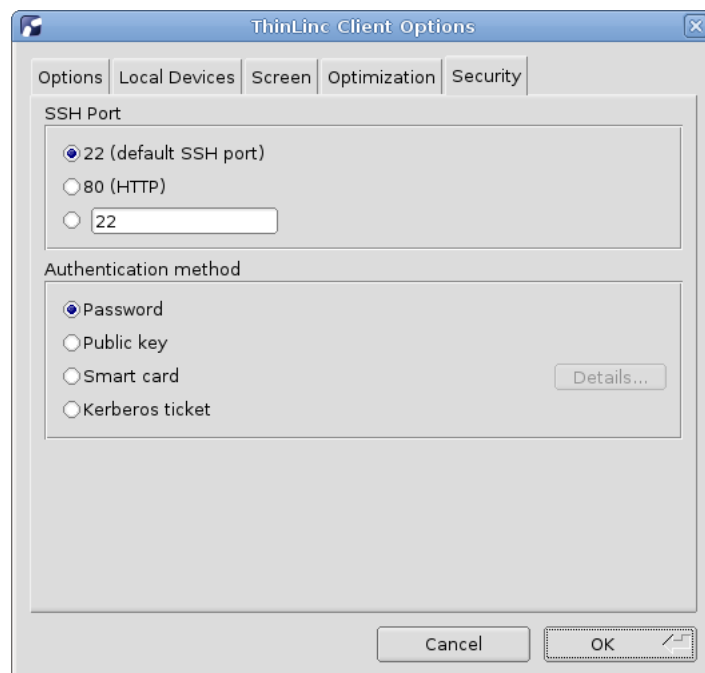 ThinLinc Client Options
Options Local Devices Screen Optimization Security
SSH Port
22 (default SSH port)
80 (HTTP)
22
Authentication method
Password
Public key
Smart card Details...
Kerberos ticket
Cancel OK